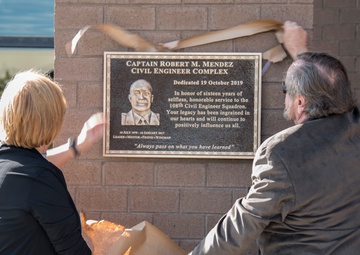 CAPTAIN ROBERT M. MENDEZ
CIVIL ENGINEER COMPLEX
Dedicated 19 October 2019
In honor of sixteen years of
selfless, honorable service to the
108th Civil Engineer Squadron.
Your legacy has been engrained in
our hearts and will continue to
positively influence us all.
"Always pass on what you have learned"